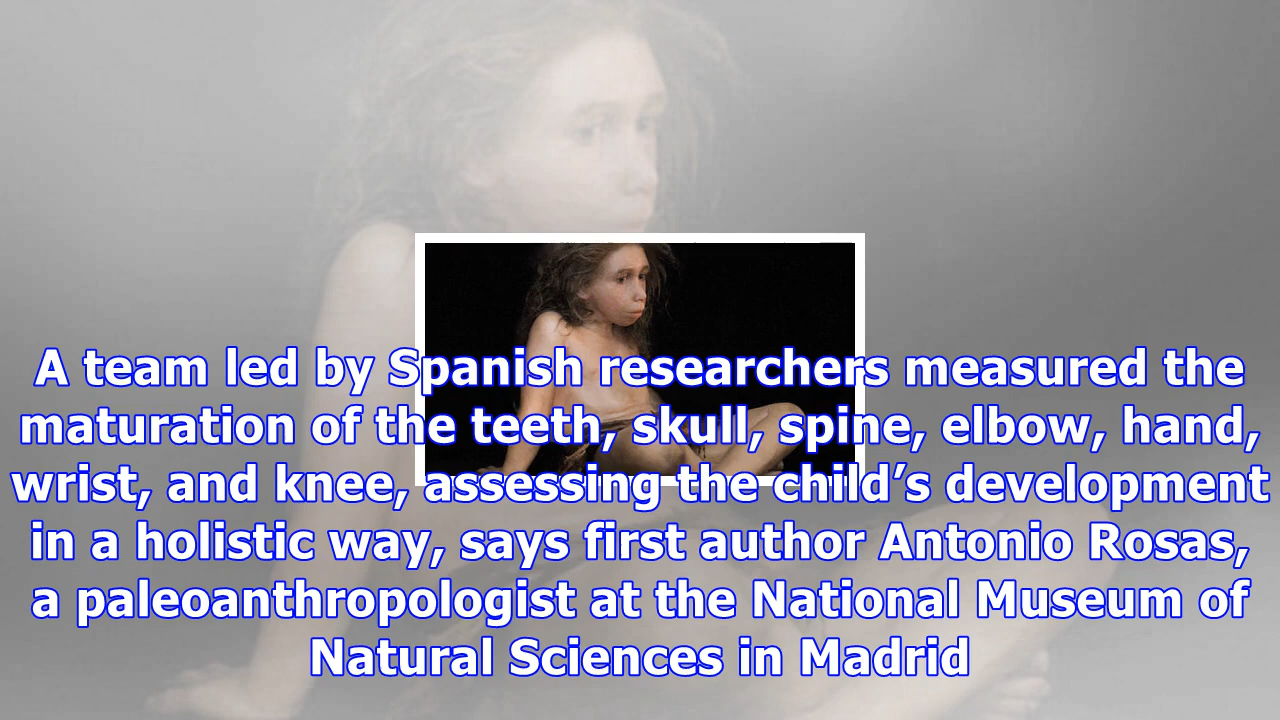 A team led by Spanish researchers measured the
maturation of the teeth, skull, spine, elbow, hand,
wrist, and knee, assessing the child’s development
in a holistic way, says first author Antonio Rosas,
a paleoanthropologist at the National Museum of
Natural Sciences in Madrid